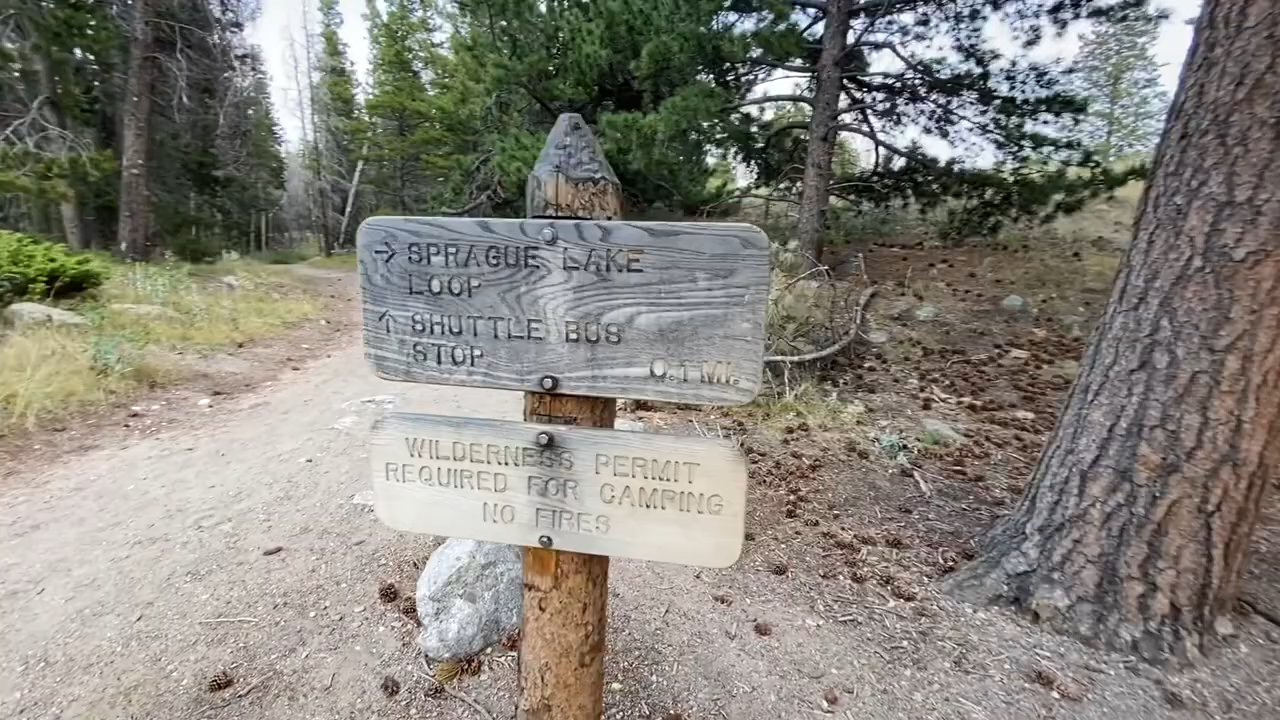 → SPRAGUE LAKE
LOOP
↑ SHUTTLE BUS
STOP 0.1 MI.
WILDERNESS PERMIT
REQUIRED FOR CAMPING
NO FIRES